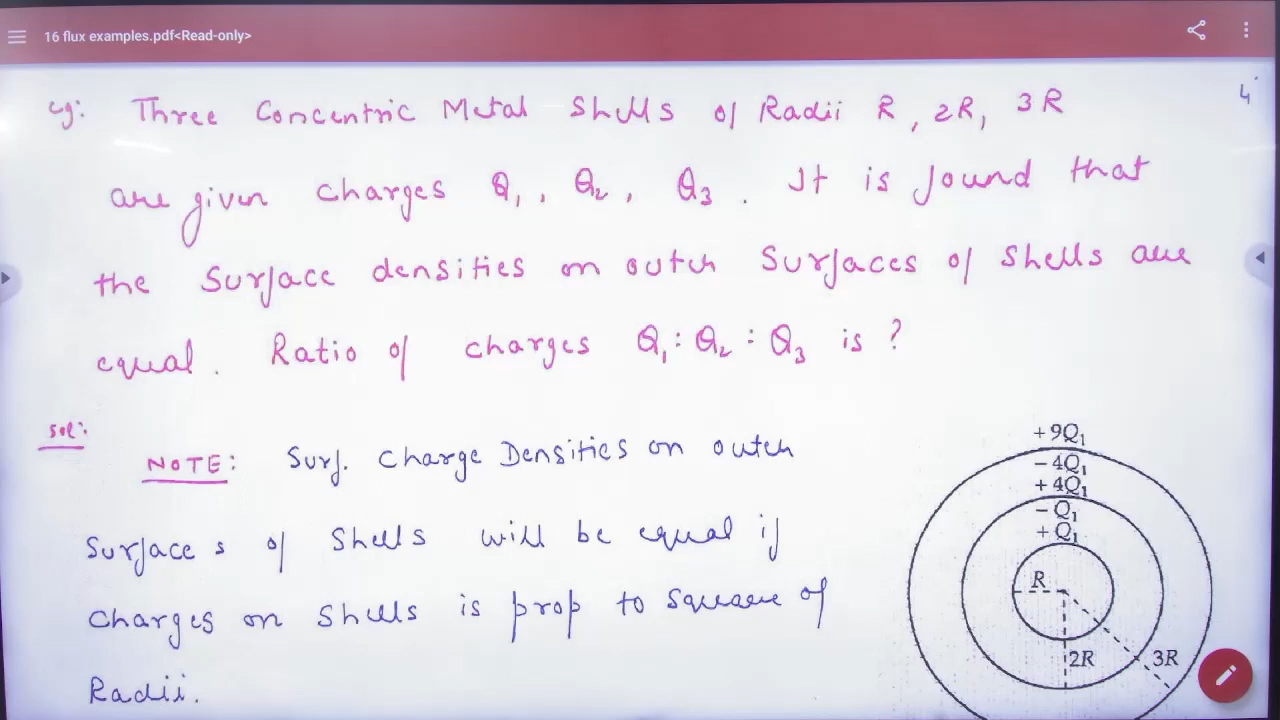 16 flux examples.pdf<Read-only>
4
eg: Three Concentric Metal Shells of Radii R, 2R, 3R
are given charges Q1, Q2, Q3. It is found that
the Surface densities on outer Surfaces of Shells are
equal. Ratio of charges Q1 : Q2 : Q3 is ?
Sol:
NOTE: Surf. Charge Densities on outer
Surfaces of Shells will be equal if
charges on Shells is prop to square of
Radii.
+9Q1
−4Q1
+4Q1
−Q1
+Q1
R
2R
3R